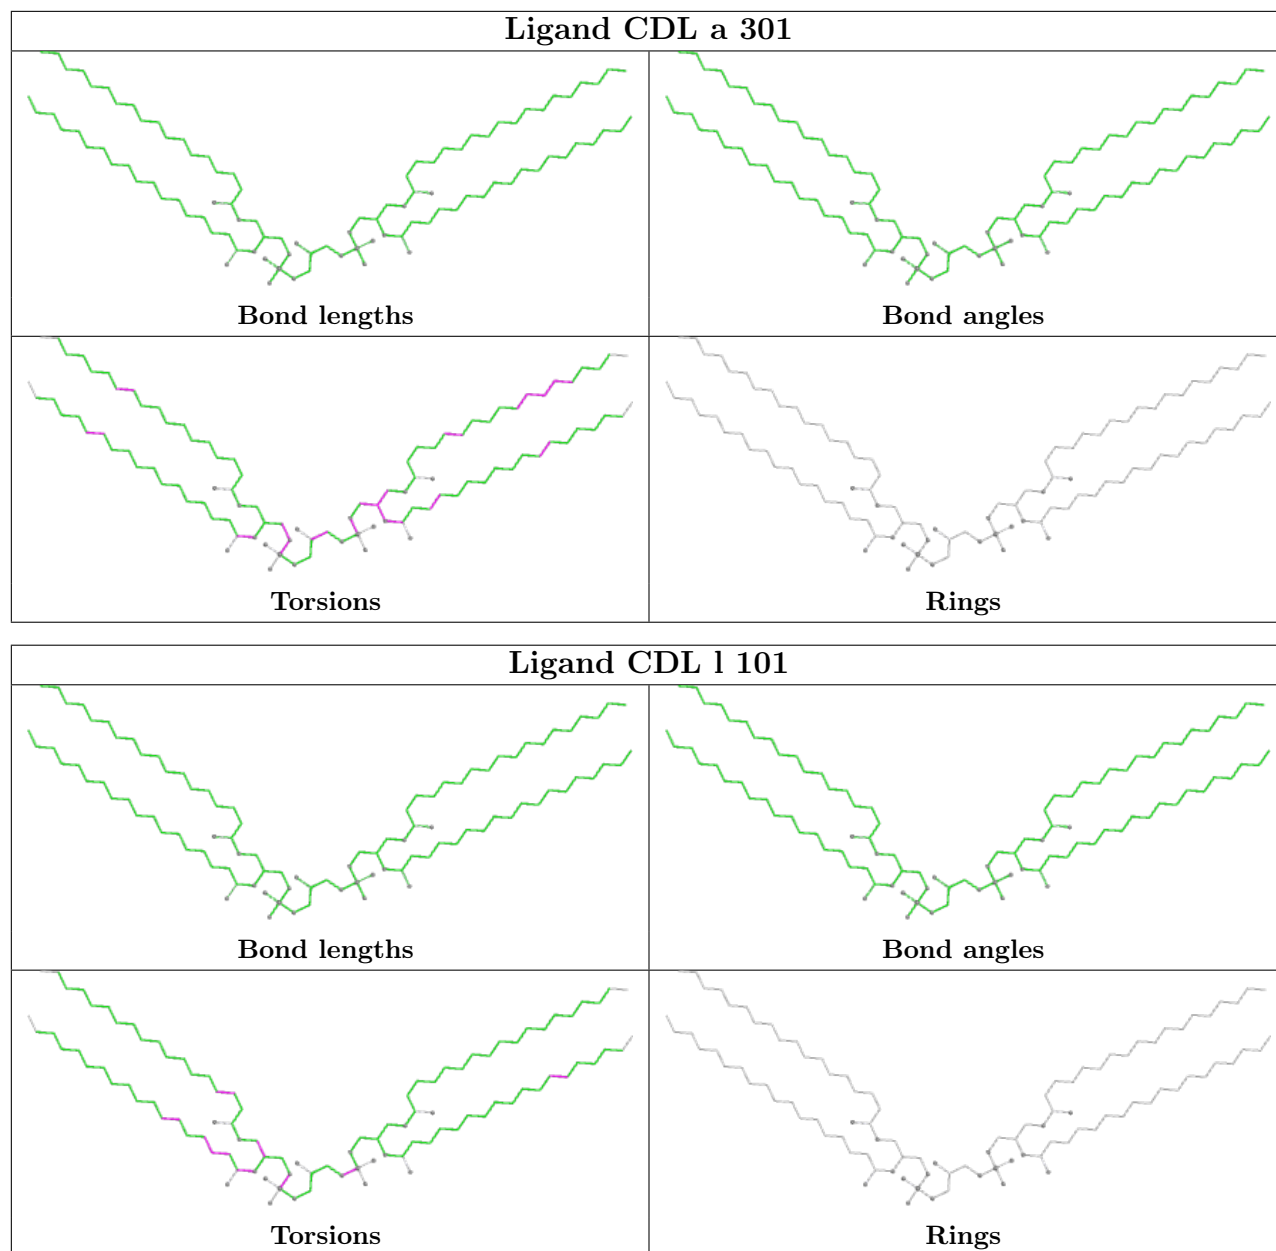 Ligand CDL a 301
Bond lengths
Bond angles
Torsions
Rings
Ligand CDL l 101
Bond lengths
Bond angles
Torsions
Rings